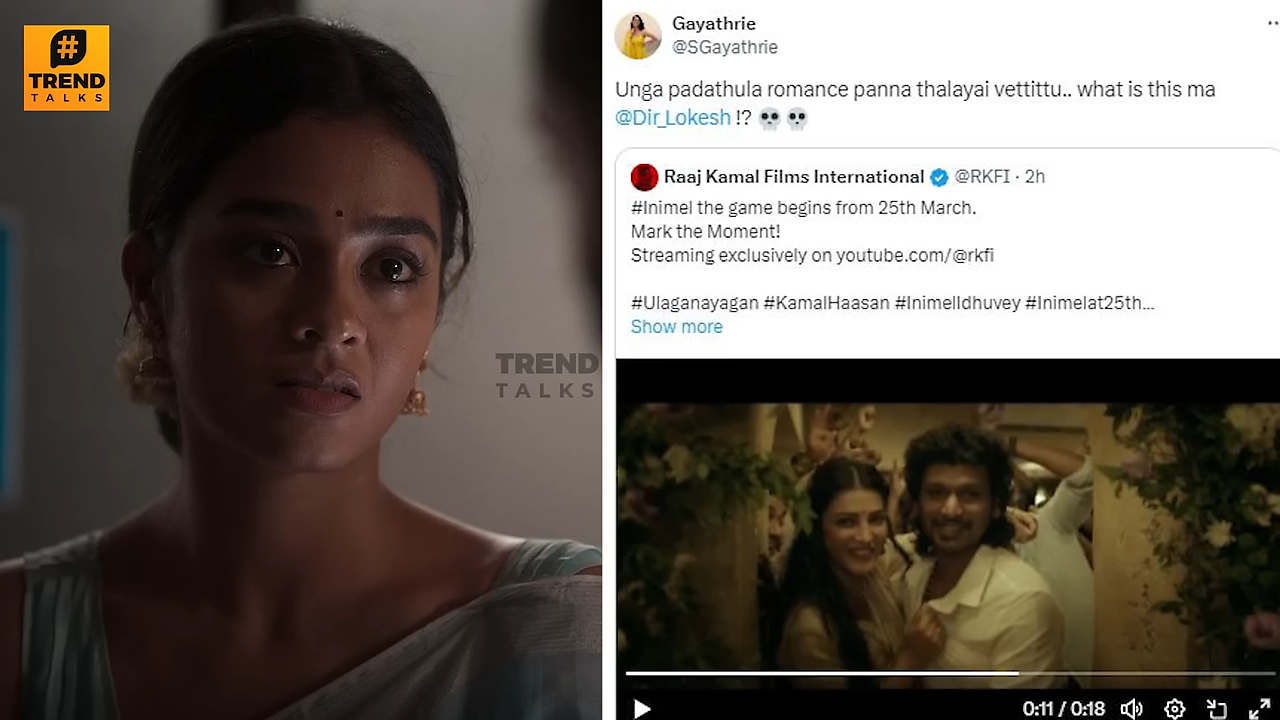 #
TREND
TALKS
TREND
TALKS
Gayathrie
@SGayathrie
Unga padathula romance panna thalayai vettittu.. what is this ma
@Dir_Lokesh !? 💀💀
Raaj Kamal Films International @RKFI · 2h
#Inimel the game begins from 25th March.
Mark the Moment!
Streaming exclusively on youtube.com/@rkfi
#Ulaganayagan #KamalHaasan #InimelIdhuvey #Inimelat25th...
Show more
0:11 / 0:18